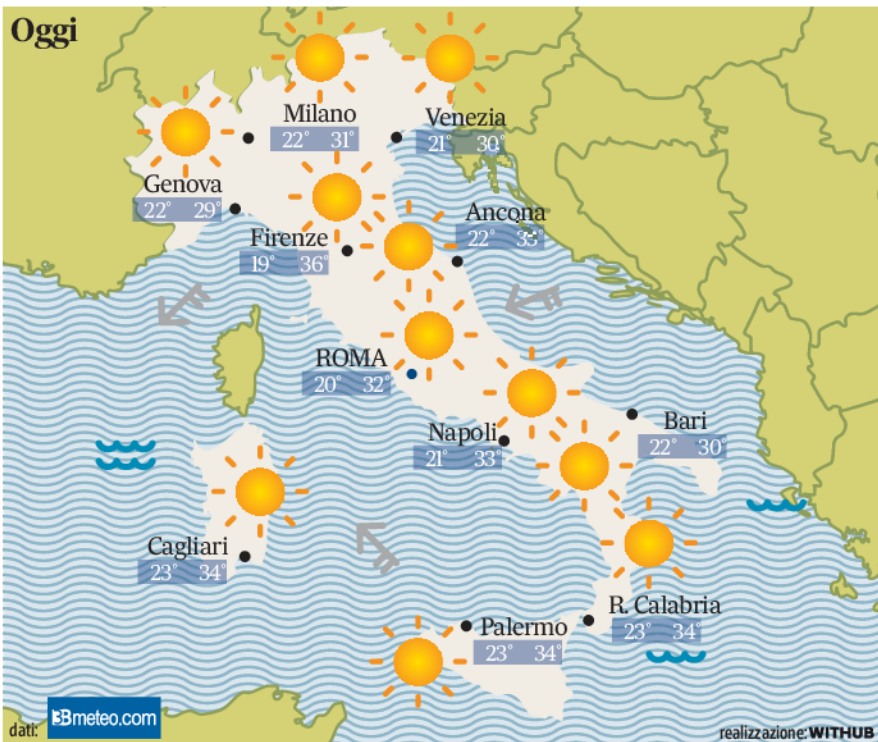 Oggi
Milano
22° 31°
Venezia
21° 30°
Genova
22° 29°
Ancona
22° 33°
Firenze
19° 36°
ROMA
20° 32°
Napoli
21° 33°
Bari
22° 30°
Cagliari
23° 34°
R. Calabria
23° 34°
Palermo
23° 34°
dati: 3Bmeteo.com
realizzazione: WITHUB